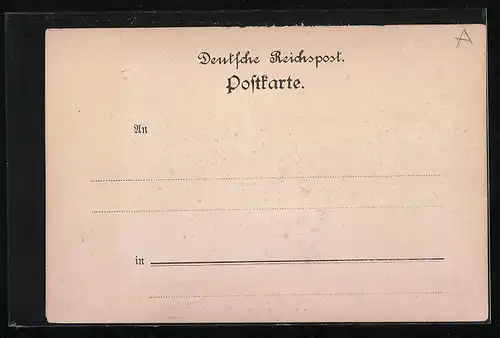 Deutsche Reichspost.
Postkarte.
An
in